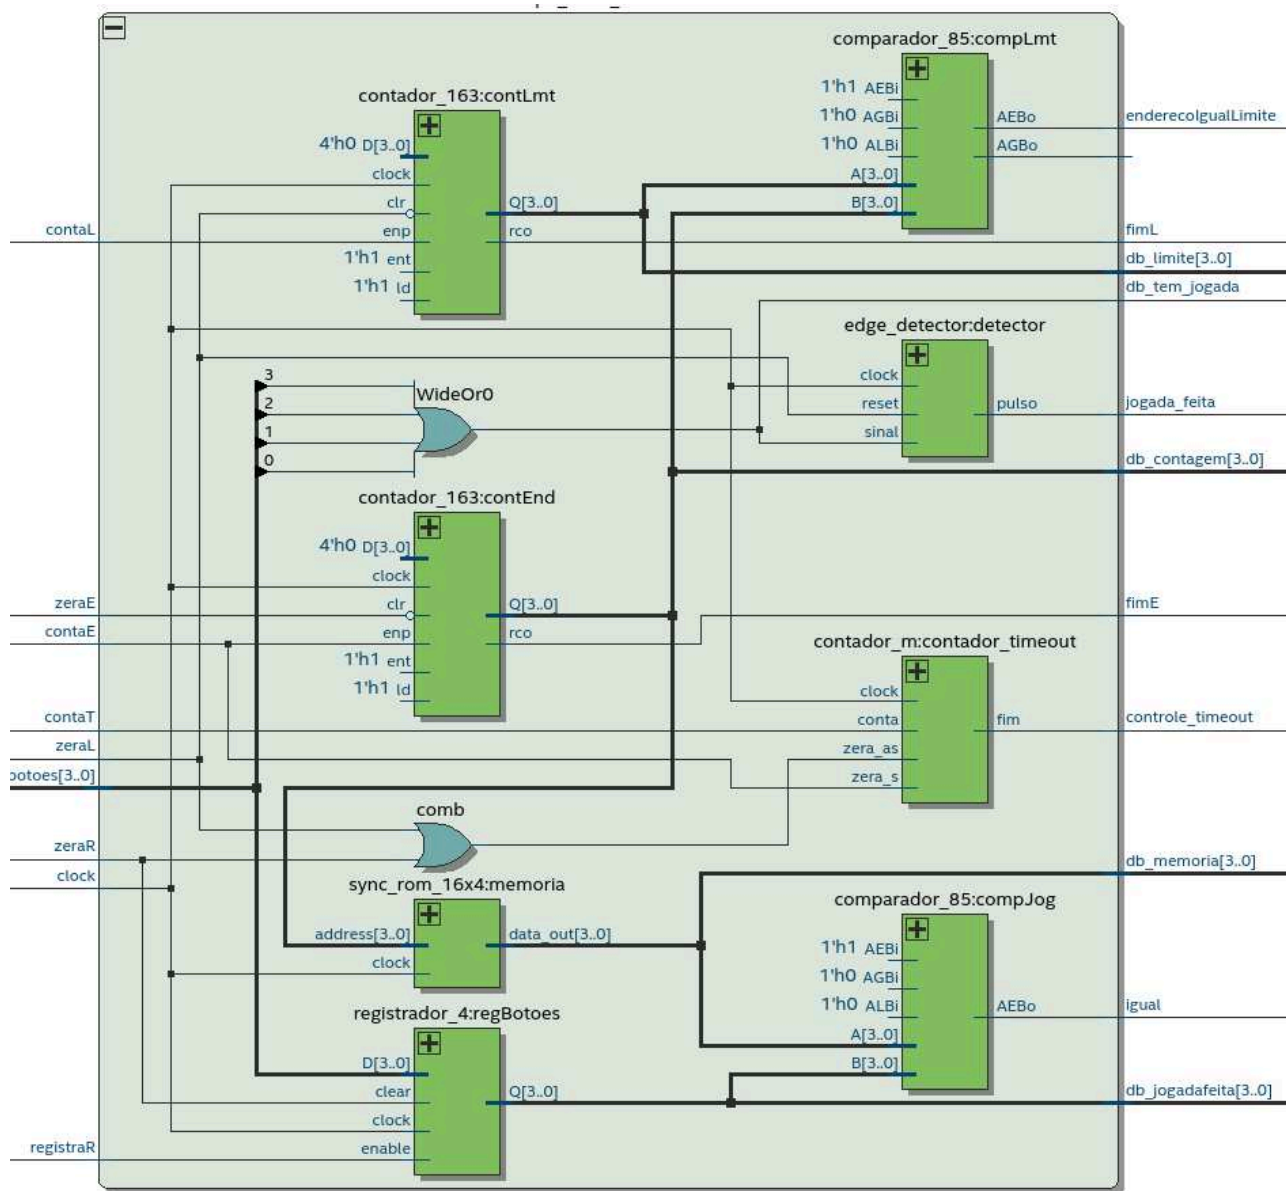 comparador_85:compLmt
1'h1 AEBi
1'h0 AGBi
1'h0 ALBi
A[3..0]
B[3..0]
AEBo
AGBo
enderecoIgualLimite
contador_163:contLmt
4'h0 D[3..0]
clock
clr
enp
1'h1 ent
1'h1 ld
Q[3..0]
rco
contaL
fimL
db_limite[3..0]
db_tem_jogada
edge_detector:detector
clock
reset
sinal
pulso
jogada_feita
3
2
1
0
WideOr0
db_contagem[3..0]
contador_163:contEnd
4'h0 D[3..0]
clock
clr
enp
1'h1 ent
1'h1 ld
Q[3..0]
rco
zeraE
contaE
fimE
contador_m:contador_timeout
clock
conta
zera_as
zera_s
fim
controle_timeout
contaT
zeraL
botoes[3..0]
comb
zeraR
clock
db_memoria[3..0]
sync_rom_16x4:memoria
address[3..0]
clock
data_out[3..0]
comparador_85:compJog
1'h1 AEBi
1'h0 AGBi
1'h0 ALBi
A[3..0]
B[3..0]
AEBo
igual
registrador_4:regBotoes
D[3..0]
clear
clock
enable
Q[3..0]
db_jogadafeita[3..0]
registraR